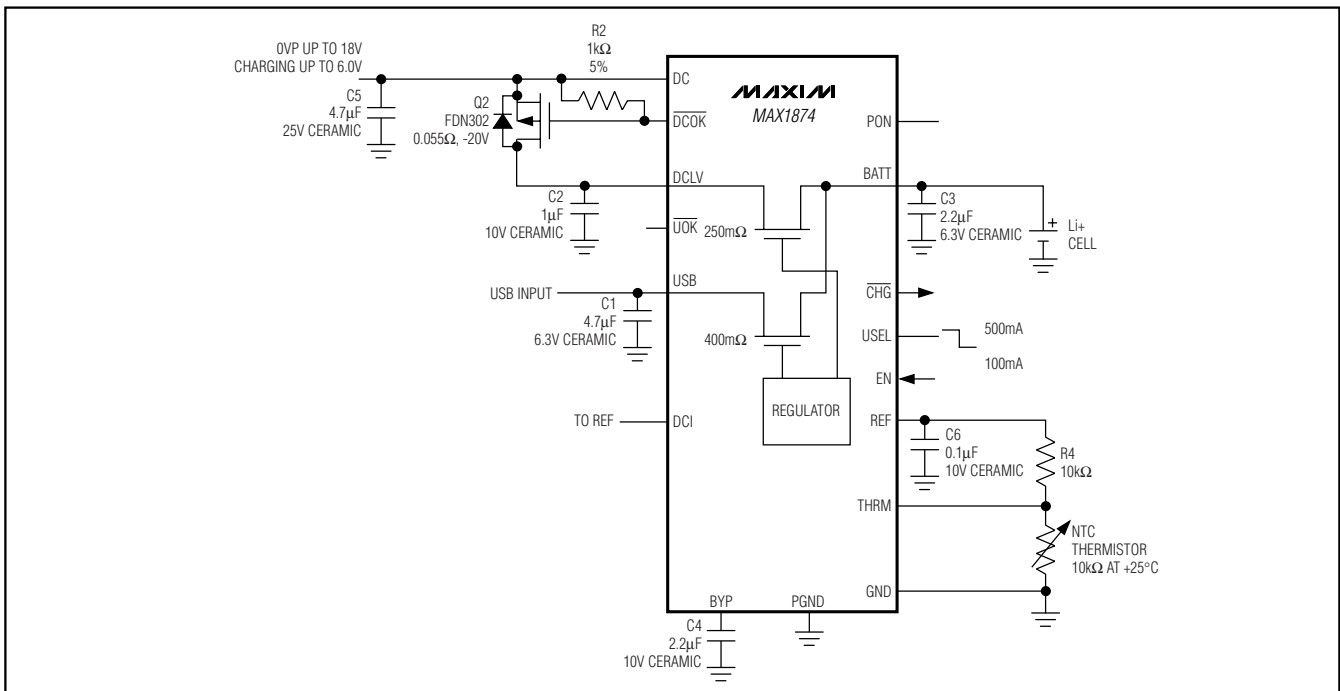 0VP UP TO 18V
CHARGING UP TO 6.0V
C5
4.7µF
25V CERAMIC
Q2
FDN302
0.055Ω, -20V
R2
1kΩ
5%
DC
DCOK
DCLV
C2
1µF
10V CERAMIC
UOK
250mΩ
USB INPUT
USB
C1
4.7µF
6.3V CERAMIC
400mΩ
REGULATOR
TO REF
DCI
BYP
C4
2.2µF
10V CERAMIC
PGND
MAXIM
MAX1874
PON
BATT
C3
2.2µF
6.3V CERAMIC
+
Li+
CELL
CHG
USEL
500mA
100mA
EN
REF
C6
0.1µF
10V CERAMIC
R4
10kΩ
THRM
NTC
THERMISTOR
10kΩ AT +25°C
GND